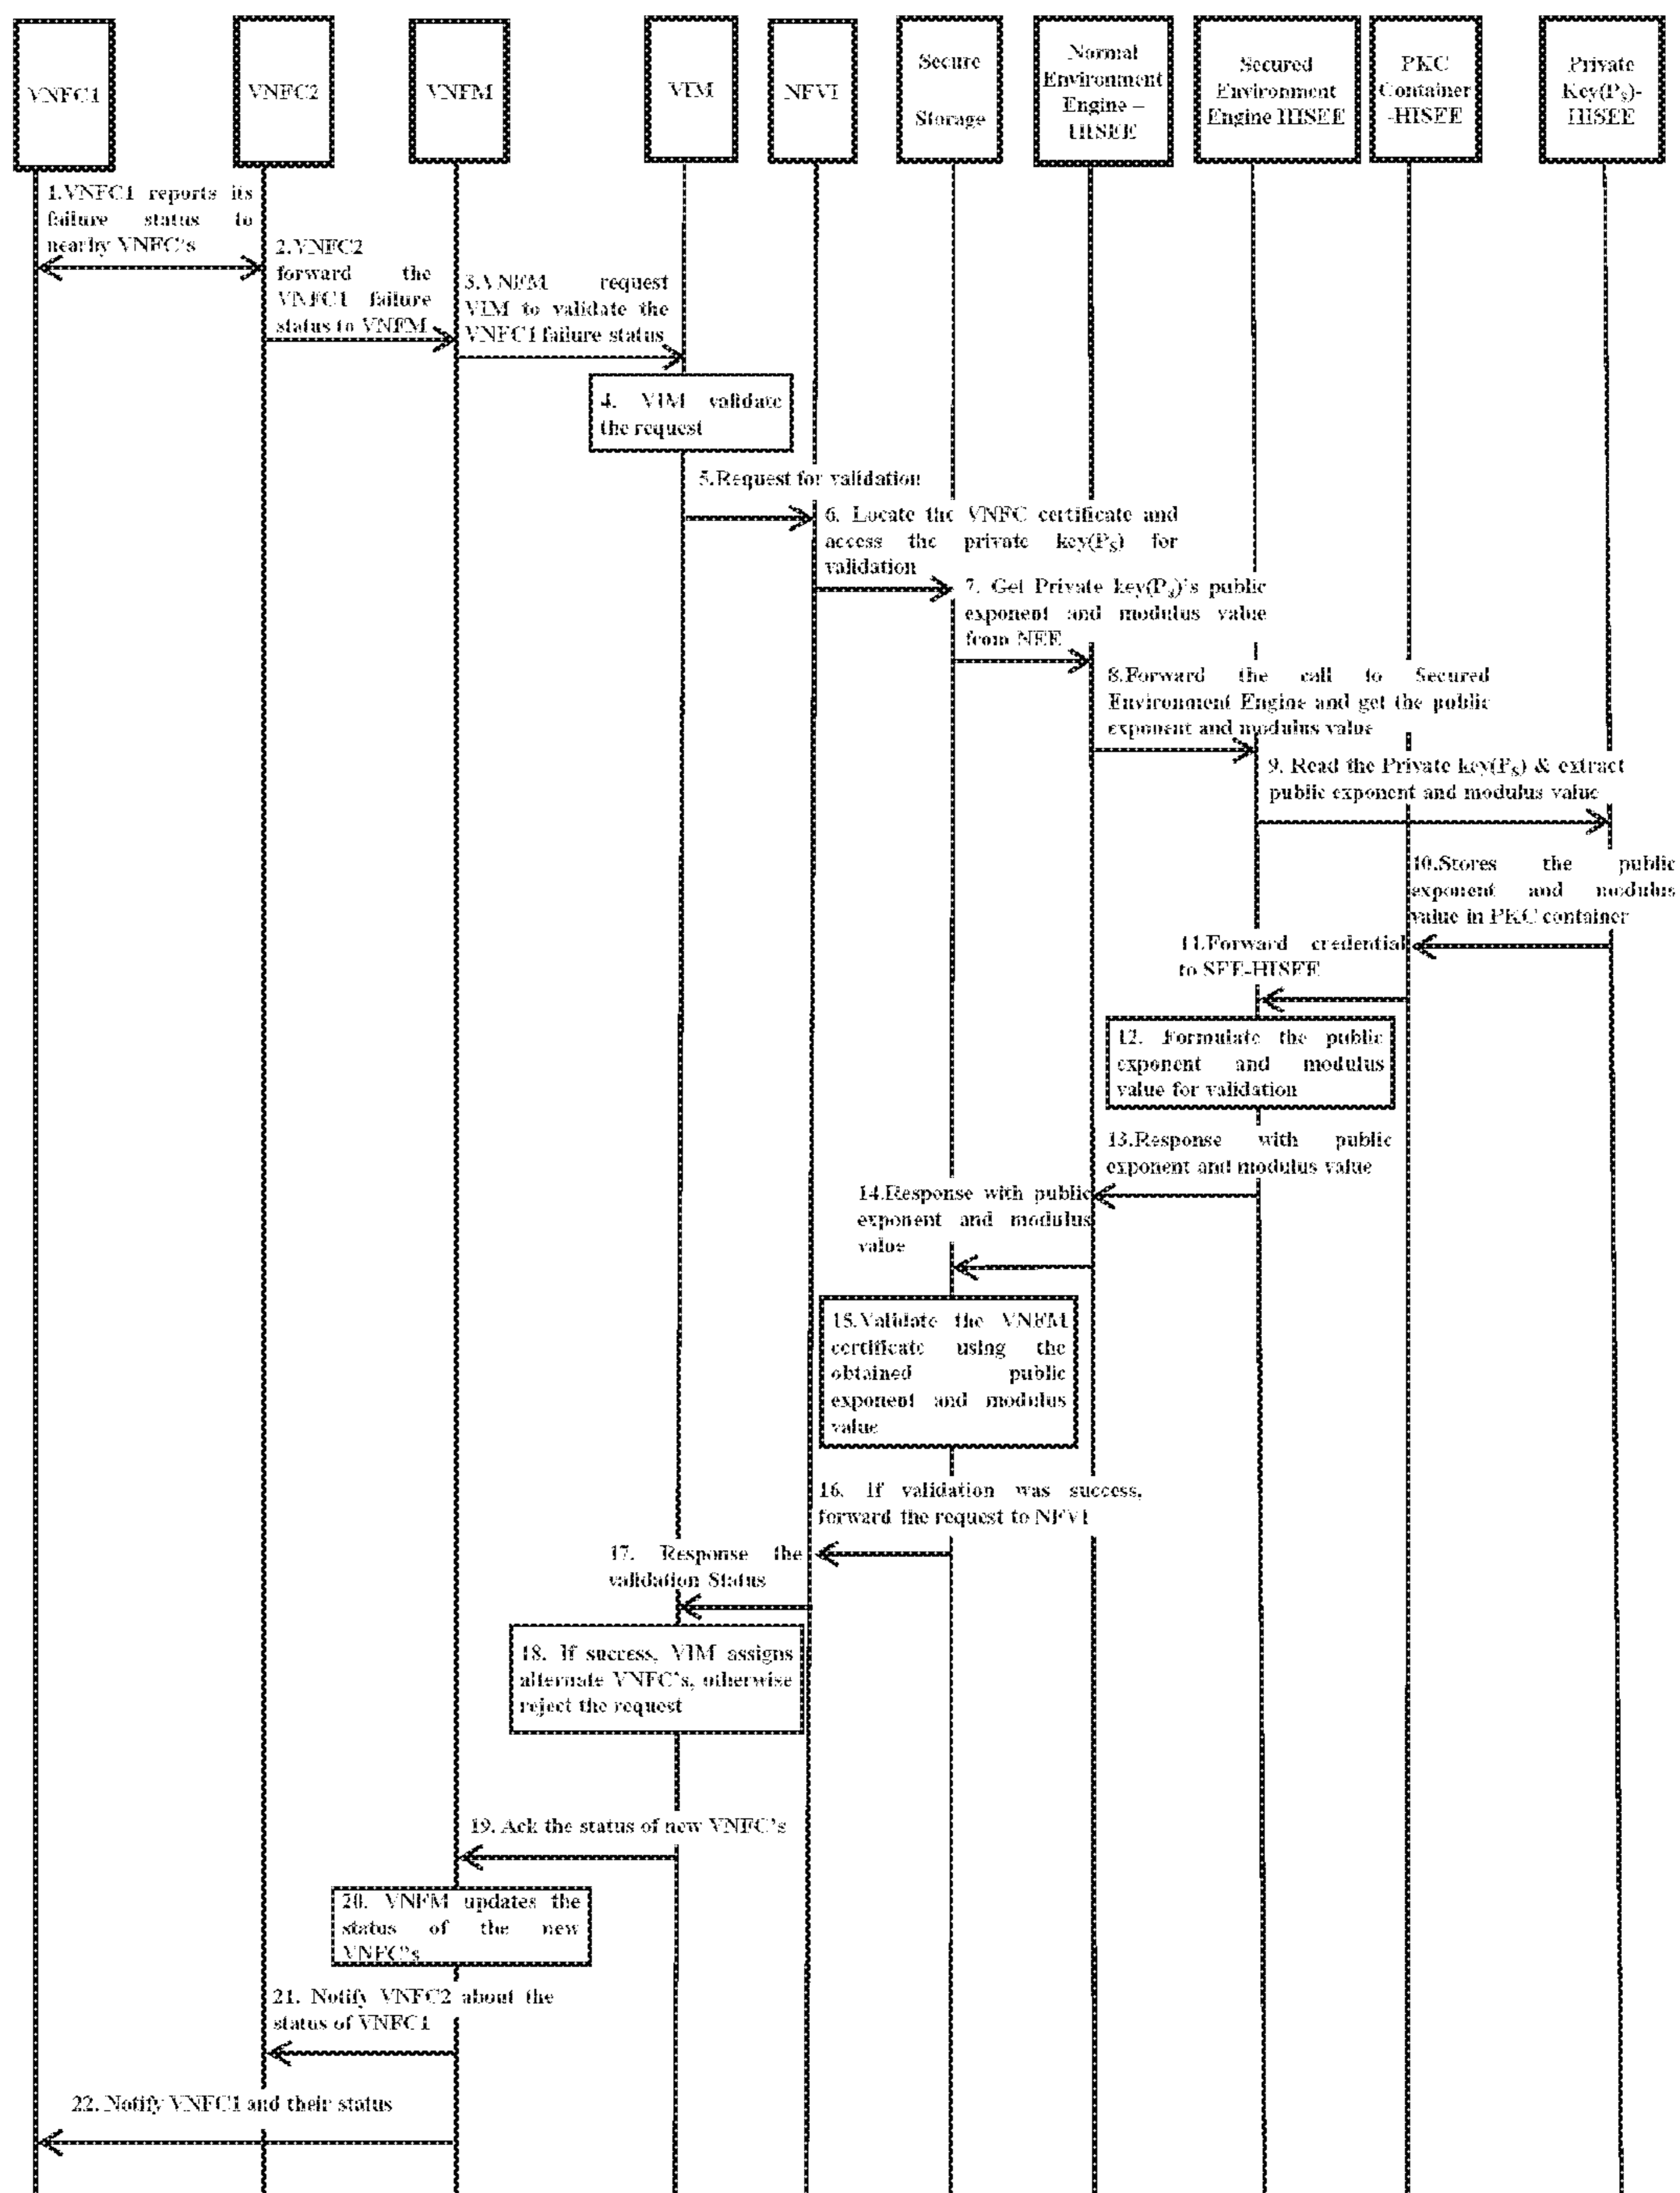 VNFC1
VNFC2
VNFM
VIM
NFVI
Secure
Storage
Normal
Environment
Engine –
HISEE
Secured
Environment
Engine HISEE
PKC
Container
-HISEE
Private
Key(PS)-
HISEE
1.VNFC1 reports its
failure status to
nearby VNFC's
2.VNFC2
forward the
VNFC1 failure
status to VNFM
3.VNFM request
VIM to validate the
VNFC1 failure status
4. VIM validate
the request
5.Request for validation
6. Locate the VNFC certificate and
access the private key(PS) for
validation
7. Get Private key(PS)'s public
exponent and modulus value
from NEE
8.Forward the call to Secured
Environment Engine and get the public
exponent and modulus value
9. Read the Private key(PS) & extract
public exponent and modulus value
10.Stores the public
exponent and modulus
value in PKC container
11.Forward credential
to SEE-HISEE
12. Formulate the public
exponent and modulus
value for validation
13.Response with public
exponent and modulus value
14.Response with public
exponent and modulus
value
15.Validate the VNFM
certificate using the
obtained public
exponent and modulus
value
16. If validation was success,
forward the request to NFVI
17. Response the
validation Status
18. If success, VIM assigns
alternate VNFC's, otherwise
reject the request
19. Ack the status of new VNFC's
20. VNFM updates the
status of the new
VNFC's
21. Notify VNFC2 about the
status of VNFC1
22. Notify VNFC1 and their status